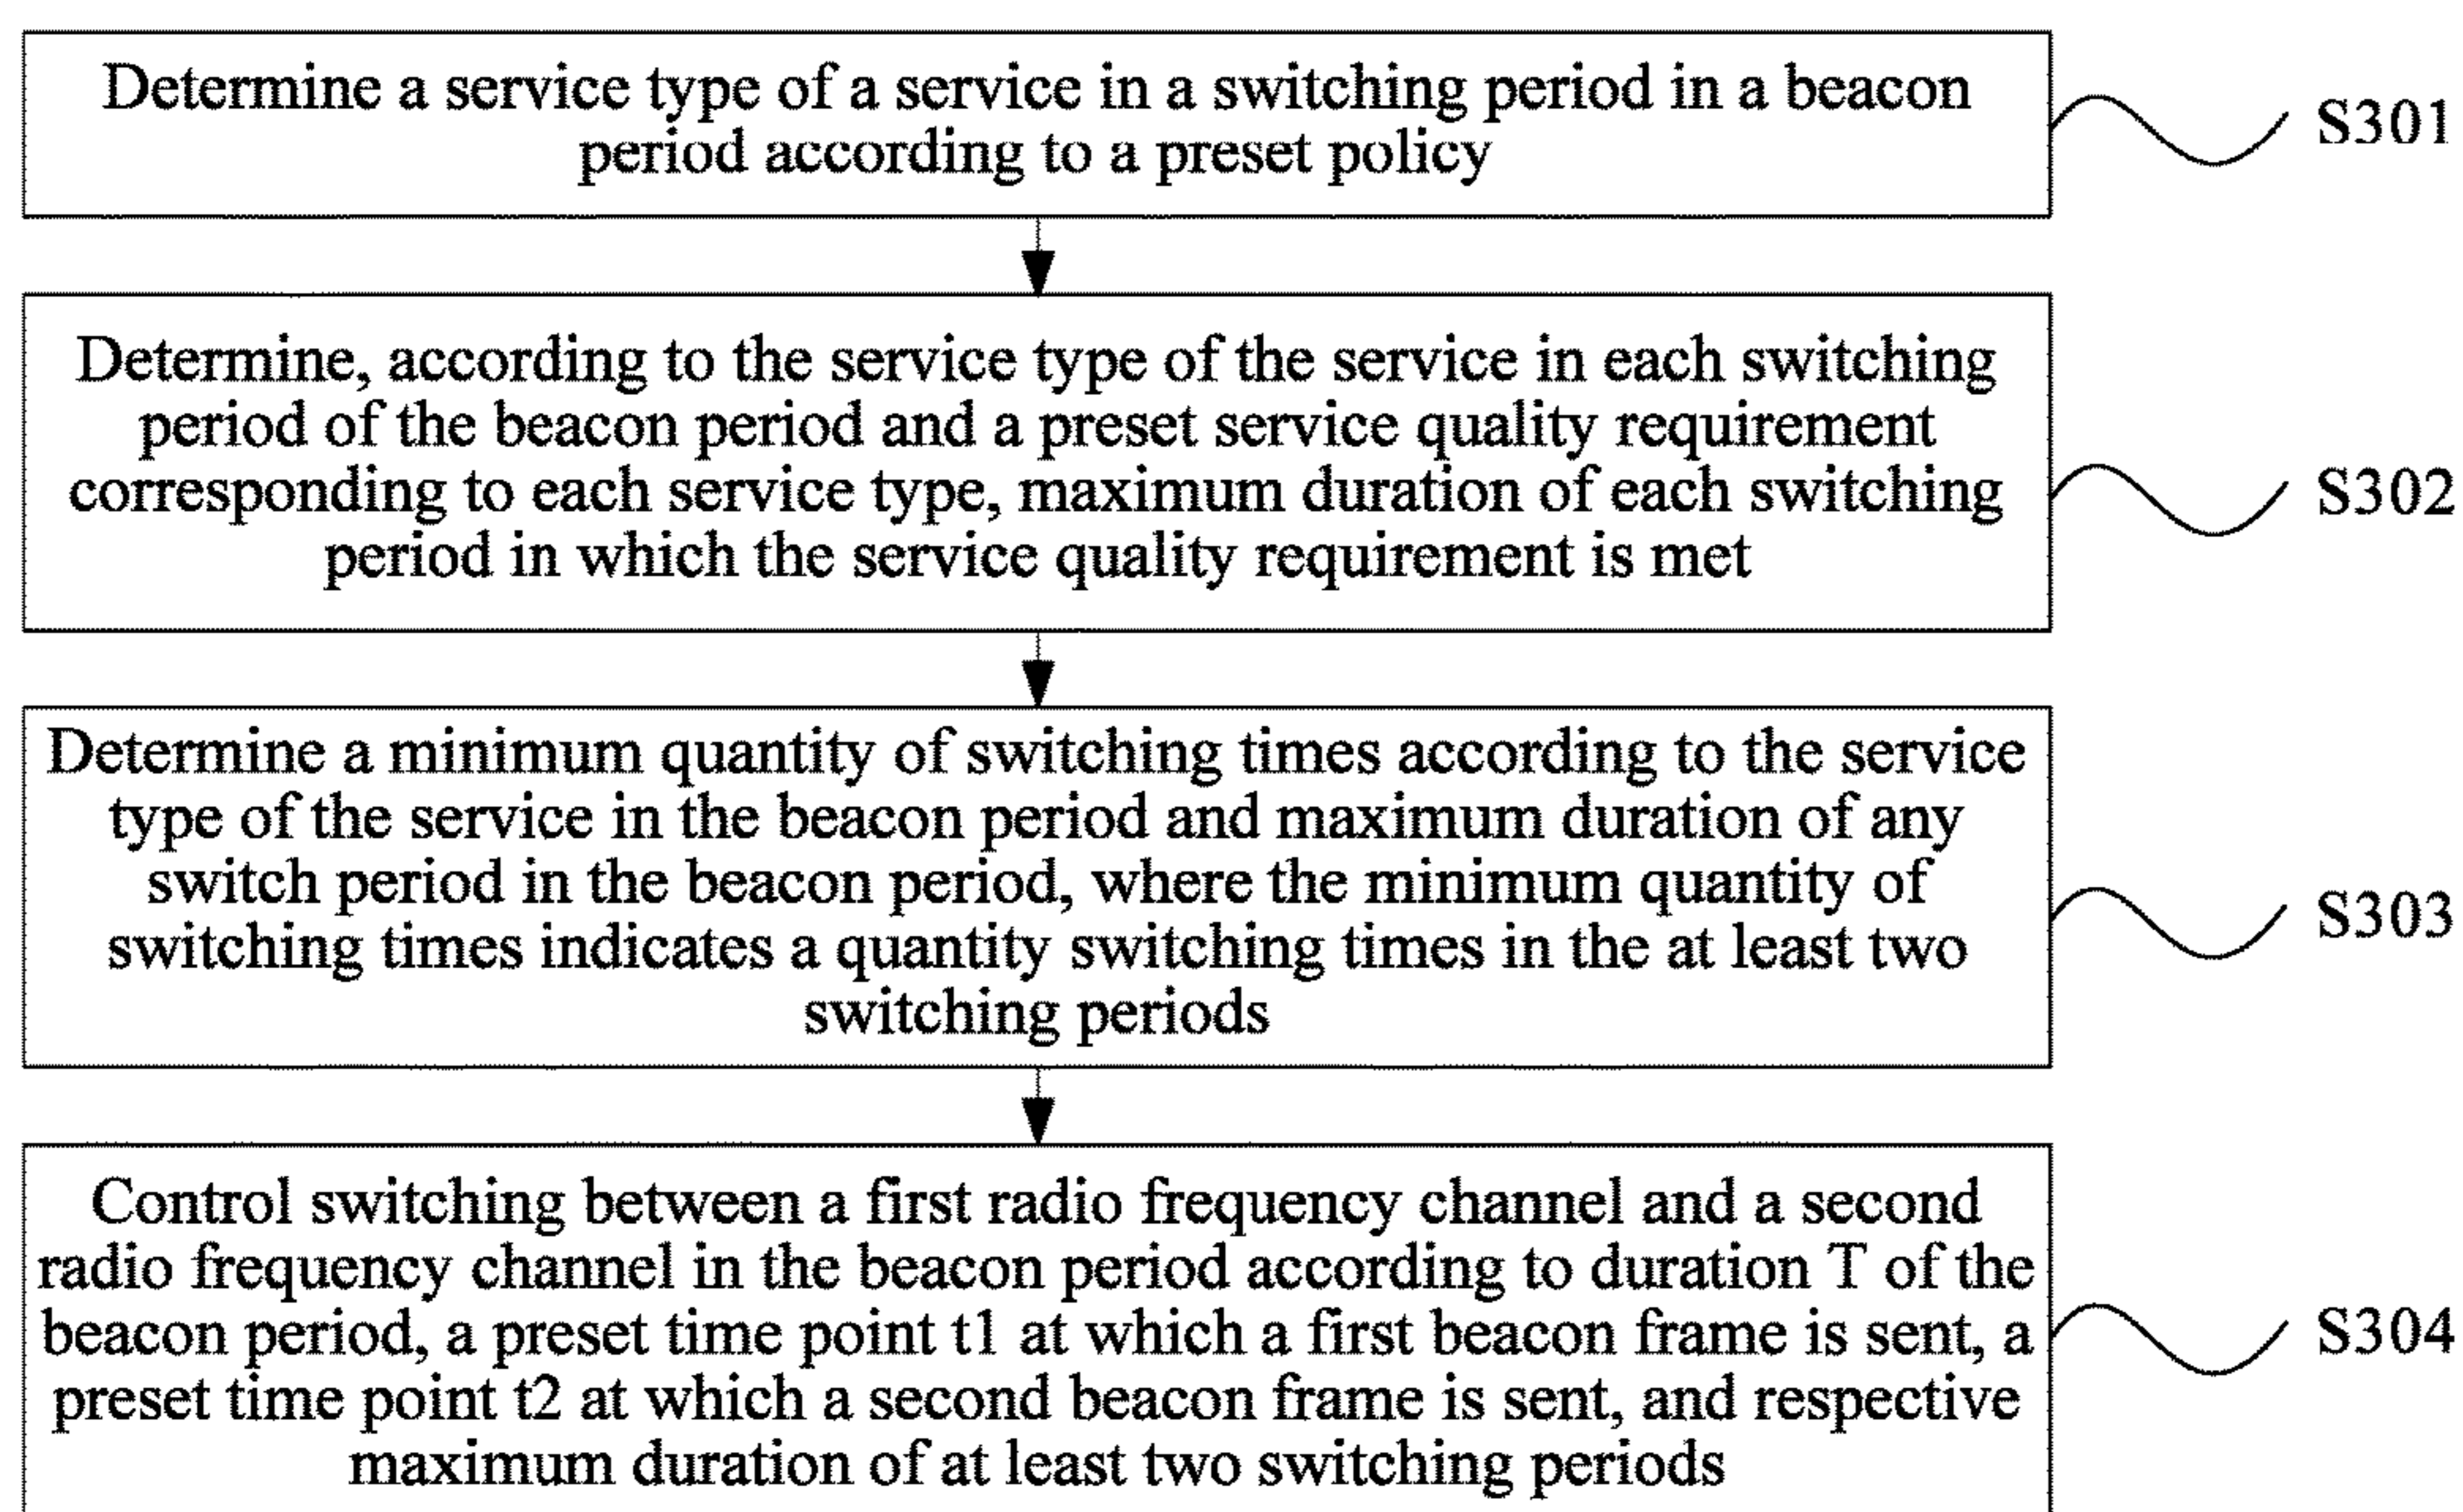 Determine a service type of a service in a switching period in a beacon
period according to a preset policy
S301
Determine, according to the service type of the service in each switching
period of the beacon period and a preset service quality requirement
corresponding to each service type, maximum duration of each switching
period in which the service quality requirement is met
S302
Determine a minimum quantity of switching times according to the service
type of the service in the beacon period and maximum duration of any
switch period in the beacon period, where the minimum quantity of
switching times indicates a quantity switching times in the at least two
switching periods
S303
Control switching between a first radio frequency channel and a second
radio frequency channel in the beacon period according to duration T of the
beacon period, a preset time point t1 at which a first beacon frame is sent, a
preset time point t2 at which a second beacon frame is sent, and respective
maximum duration of at least two switching periods
S304